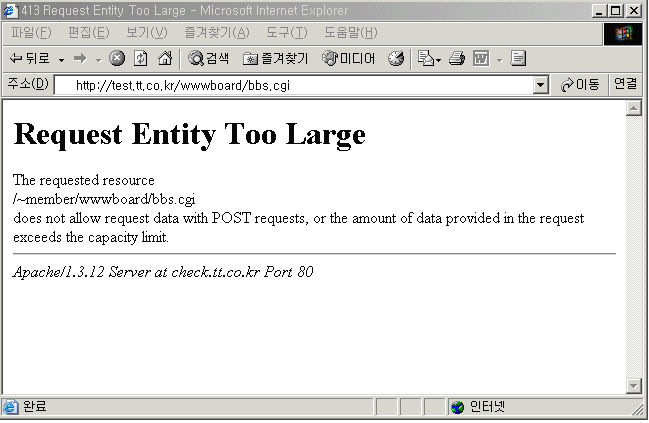 413 Request Entity Too Large - Microsoft Internet Explorer
파일(F) 편집(E) 보기(V) 즐겨찾기(A) 도구(T) 도움말(H)
뒤로 검색 즐겨찾기 미디어
주소(D) http://test.tt.co.kr/wwwboard/bbs.cgi 이동 연결
Request Entity Too Large
The requested resource
/~member/wwwboard/bbs.cgi
does not allow request data with POST requests, or the amount of data provided in the request
exceeds the capacity limit.
Apache/1.3.12 Server at check.tt.co.kr Port 80
완료 인터넷